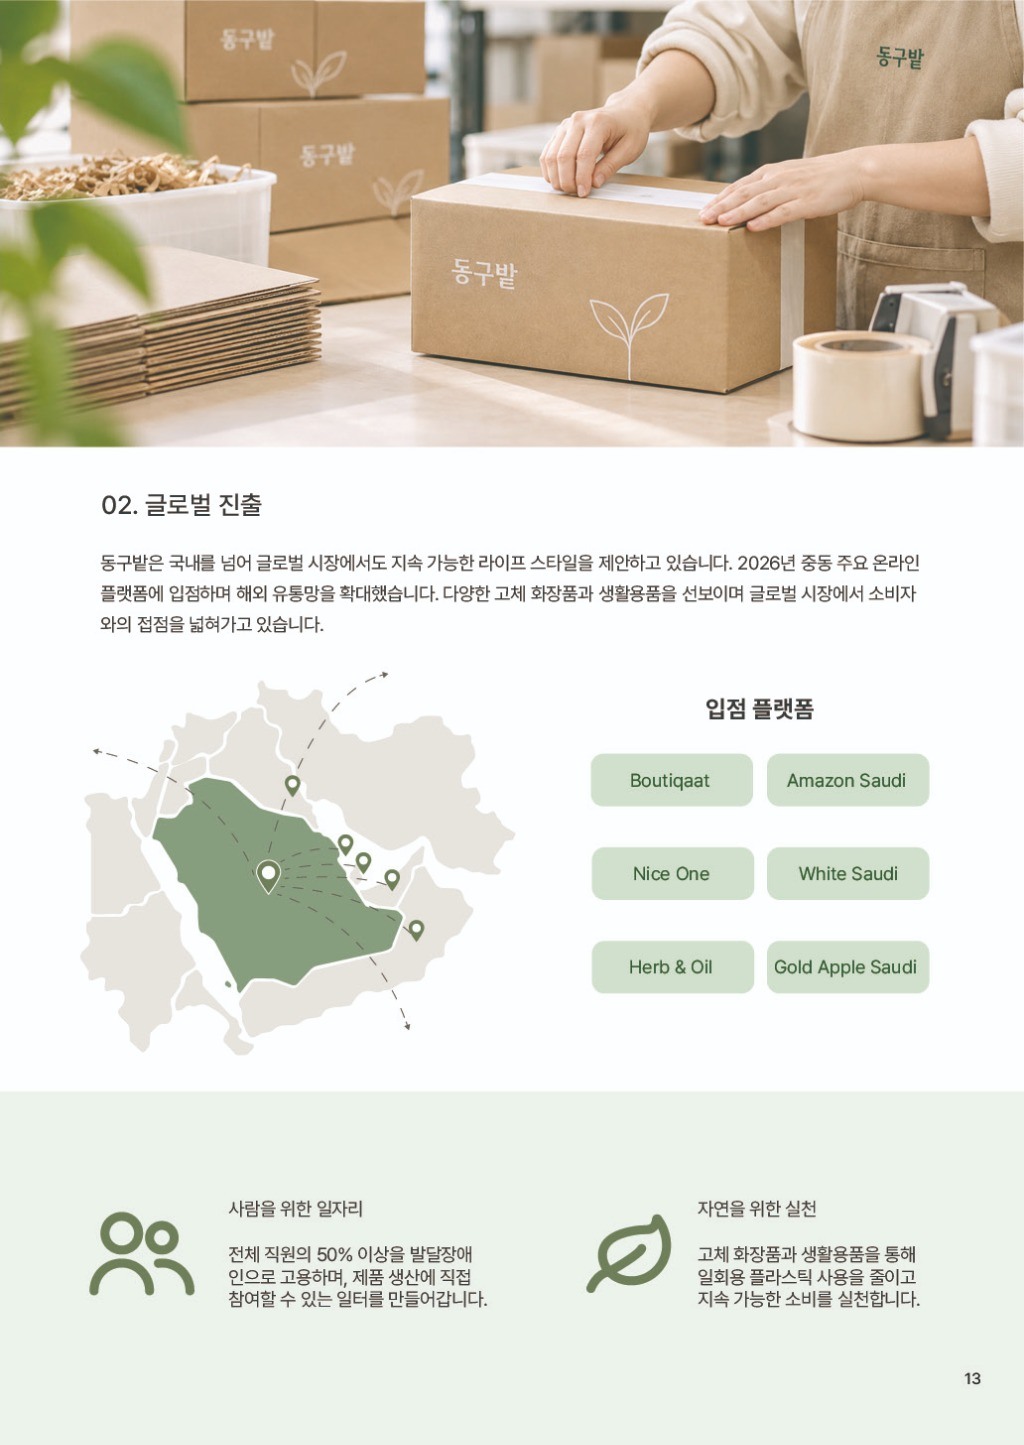 동구밭
동구밭
동구밭
동구밭
02. 글로벌 진출
동구밭은 국내를 넘어 글로벌 시장에서도 지속 가능한 라이프 스타일을 제안하고 있습니다. 2026년 중동 주요 온라인
플랫폼에 입점하며 해외 유통망을 확대했습니다. 다양한 고체 화장품과 생활용품을 선보이며 글로벌 시장에서 소비자
와의 접점을 넓혀가고 있습니다.
입점 플랫폼
Boutiqaat
Amazon Saudi
Nice One
White Saudi
Herb & Oil
Gold Apple Saudi
사람을 위한 일자리
전체 직원의 50% 이상을 발달장애
인으로 고용하며, 제품 생산에 직접
참여할 수 있는 일터를 만들어갑니다.
자연을 위한 실천
고체 화장품과 생활용품을 통해
일회용 플라스틱 사용을 줄이고
지속 가능한 소비를 실천합니다.
13